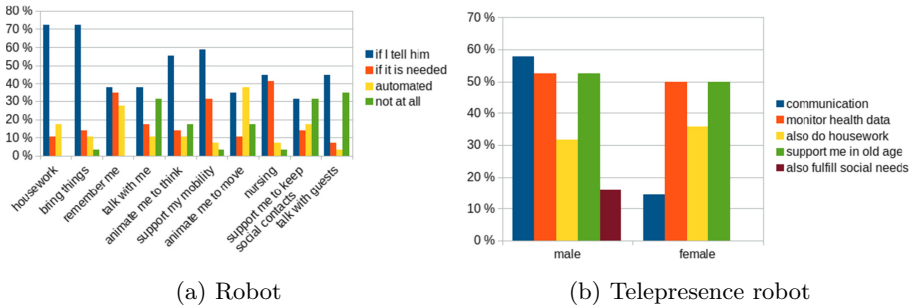 80 %
70 %
60 %
50 %
40 %
30 %
20 %
10 %
0 %
housework
bring things
remember me
talk with me
animate me to think
support my mobility
animate me to move
nursing
support me to keep
social contacts
talk with guests
if I tell him
if it is needed
automated
not at all
(a) Robot
70 %
60 %
50 %
40 %
30 %
20 %
10 %
0 %
male
female
communication
monitor health data
also do housework
support me in old age
also fulfill social needs
(b) Telepresence robot